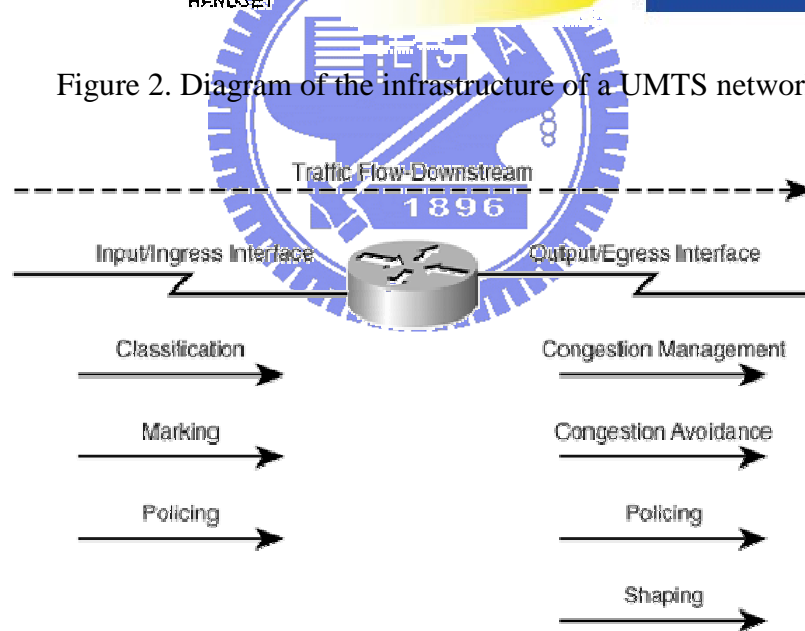 HANDSET
E S A
Figure 2. Diagram of the infrastructure of a UMTS networ
Traffic Flow-Downstream
1896
Input/Ingress Interface
Output/Egress Interface
Classification
Congestion Management
Marking
Congestion Avoidance
Policing
Policing
Shaping